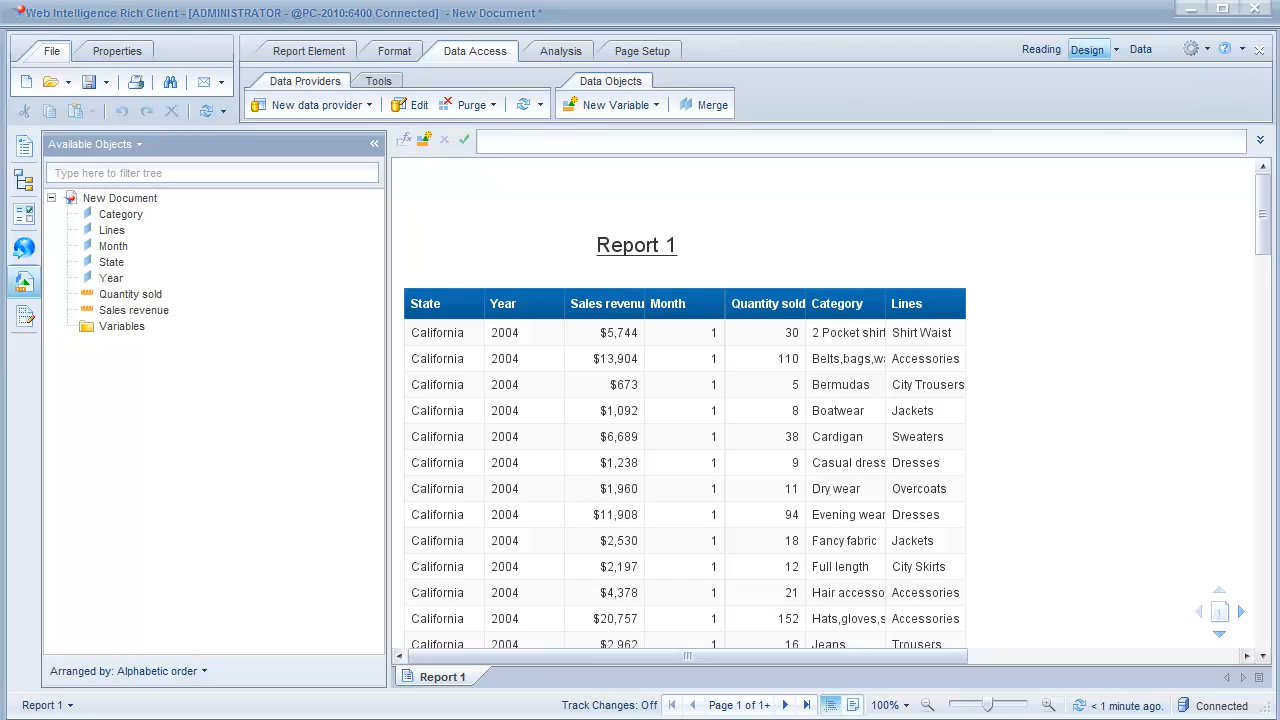 Web Intelligence Rich Client - [ADMINISTRATOR - @PC-2010:6400 Connected] - New Document *
File Properties Report Element Format Data Access Analysis Page Setup Reading Design Data
Data Providers Tools Data Objects
New data provider Edit Purge New Variable Merge
Available Objects
Type here to filter tree
New Document
Category
Lines
Month
State
Year
Quantity sold
Sales revenue
Variables
Arranged by: Alphabetic order
Report 1
State Year Sales revenu Month Quantity sold Category Lines
California 2004 $5,744 1 30 2 Pocket shirt Shirt Waist
California 2004 $13,904 1 110 Belts,bags,wa Accessories
California 2004 $673 1 5 Bermudas City Trousers
California 2004 $1,092 1 8 Boatwear Jackets
California 2004 $6,689 1 38 Cardigan Sweaters
California 2004 $1,238 1 9 Casual dress Dresses
California 2004 $1,960 1 11 Dry wear Overcoats
California 2004 $11,908 1 94 Evening wear Dresses
California 2004 $2,530 1 18 Fancy fabric Jackets
California 2004 $2,197 1 12 Full length City Skirts
California 2004 $4,378 1 21 Hair accesso Accessories
California 2004 $20,757 1 152 Hats,gloves,s Accessories
California 2004 $2,962 1 16 Jeans Trousers
1
Report 1
Report 1 Track Changes: Off Page 1 of 1+ 100% < 1 minute ago. Connected